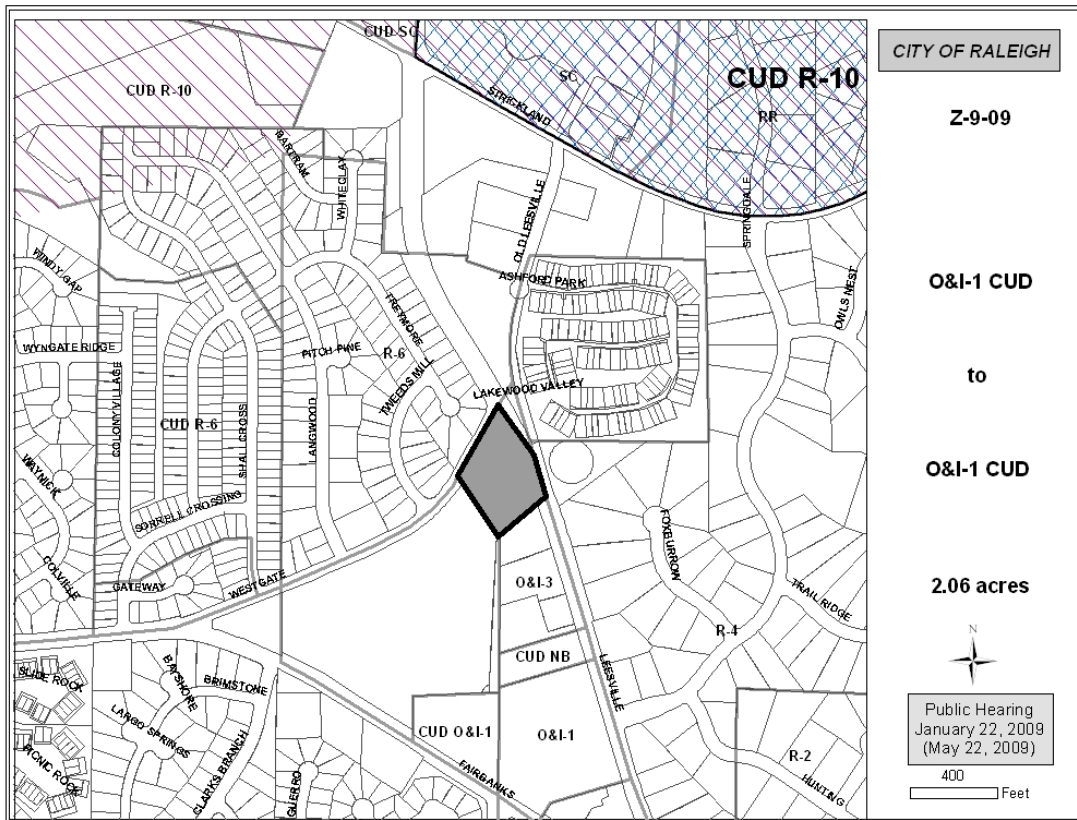 CUD SC
CITY OF RALEIGH
CUD R-10
SC
CUD R-10
STRICKLAND
RR
Z-9-09
BARTRAM
WHITECLAY
OLD LEESVILLE
SPRINGDALE
WINDY GAP
ASHFORD PARK
OWLS NEST
O&I-1 CUD
TREYMORE
WYNGATE RIDGE
PITCH PINE
R-6
TWEEDS MILL
LAKEWOOD VALLEY
to
COLONY VILLAGE
CUD R-6
SHALLCROSS
LANGWOOD
WAYNICK
SORRELL CROSSING
O&I-1 CUD
FOXBURROW
COLVILLE
GATEWAY
WESTGATE
O&I-3
TRAIL RIDGE
2.06 acres
R-4
CUD NB
LEESVILLE
N
SLIDE ROCK
BAYSHORE
BRIMSTONE
LARGO SPRINGS
CUD O&I-1
O&I-1
R-2
Public Hearing
January 22, 2009
(May 22, 2009)
PICNIC ROCK
CLARKS BRANCH
GUERRO
FAIRBANKS
HUNTING
400
Feet